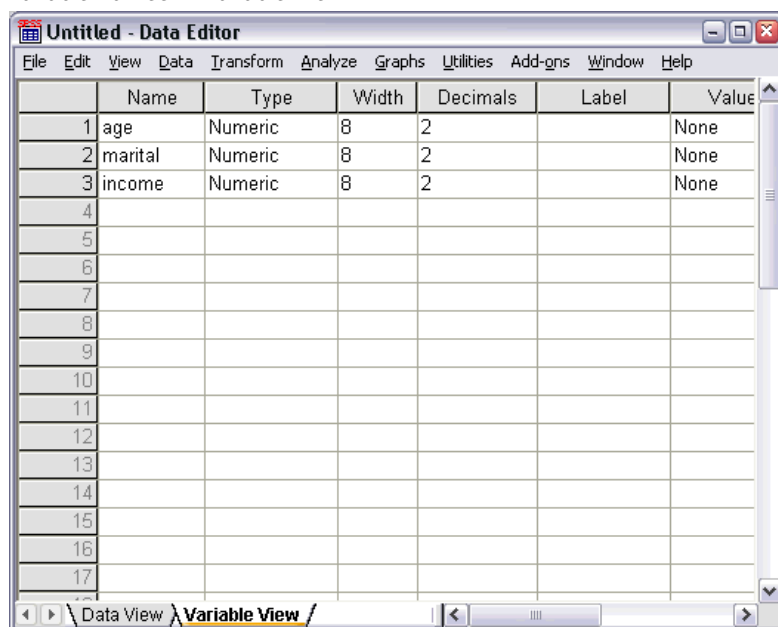 Untitled - Data Editor
File Edit View Data Transform Analyze Graphs Utilities Add-ons Window Help
Name Type Width Decimals Label Value
1 age Numeric 8 2 None
2 marital Numeric 8 2 None
3 income Numeric 8 2 None
4
5
6
7
8
9
10
11
12
13
14
15
16
17
Data View Variable View